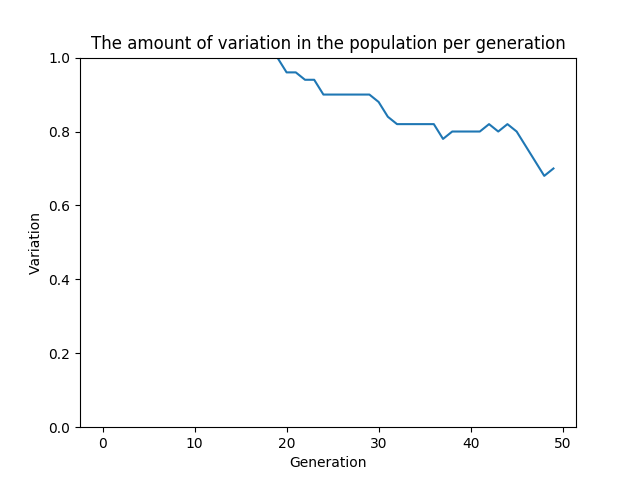 The amount of variation in the population per generation
1.0
0.8
0.6
0.4
0.2
0.0
Variation
0 10 20 30 40 50
Generation